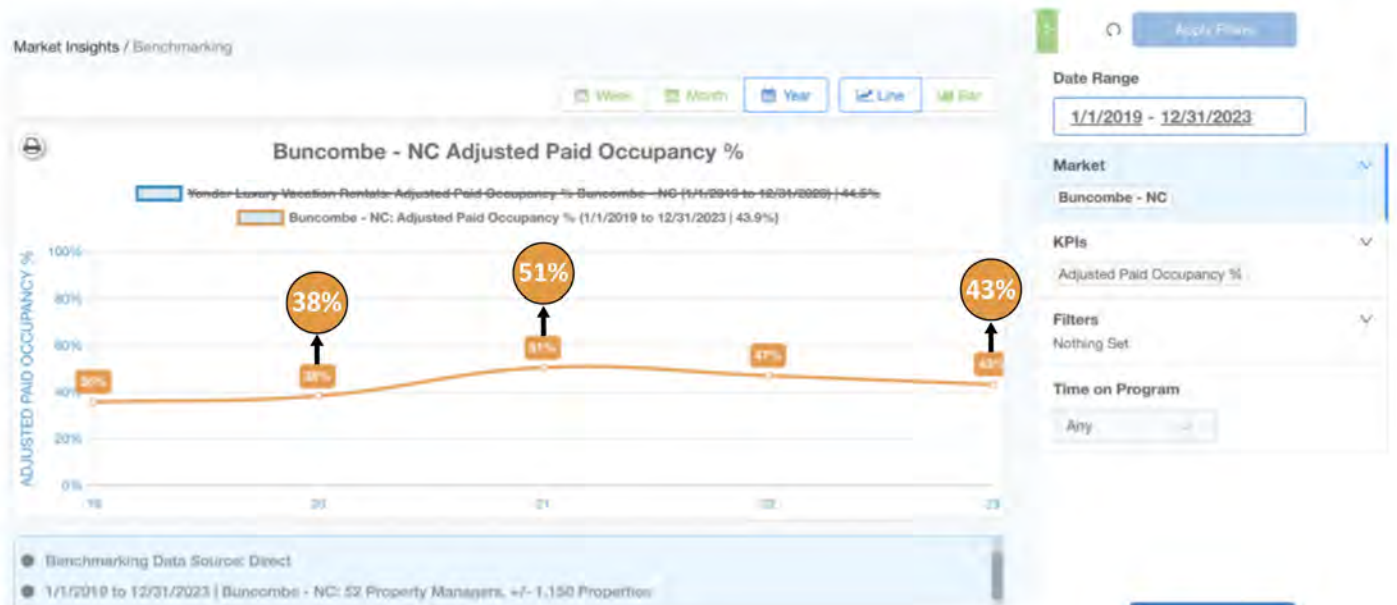 Market Insights / Benchmarking
Apply Filters
Week Month Year Line Bar
Date Range
1/1/2019 - 12/31/2023
Buncombe - NC Adjusted Paid Occupancy %
Yonder Luxury Vacation Rentals: Adjusted Paid Occupancy % Buncombe - NC (1/1/2019 to 12/31/2023) | 44.5%
Buncombe - NC: Adjusted Paid Occupancy % (1/1/2019 to 12/31/2023 | 43.9%)
Market
Buncombe - NC
KPIs
Adjusted Paid Occupancy %
Filters
Nothing Set
Time on Program
Any
ADJUSTED PAID OCCUPANCY %
100%
80%
60%
40%
20%
0%
38%
51%
43%
38%
51%
47%
43%
19 20 21 22 23
Benchmarking Data Source: Direct
1/1/2019 to 12/31/2023 | Buncombe - NC: 52 Property Managers, +/- 1,150 Properties